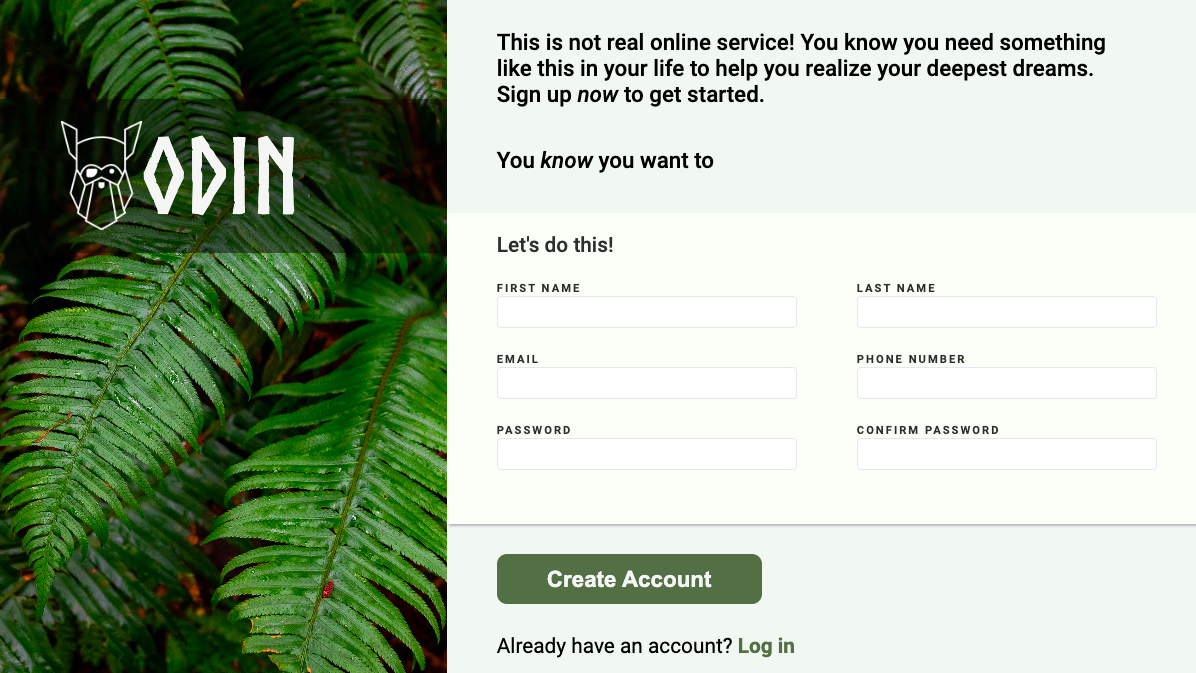 ODIN
This is not real online service! You know you need something
like this in your life to help you realize your deepest dreams.
Sign up now to get started.
You know you want to
Let's do this!
FIRST NAME
LAST NAME
EMAIL
PHONE NUMBER
PASSWORD
CONFIRM PASSWORD
Create Account
Already have an account? Log in